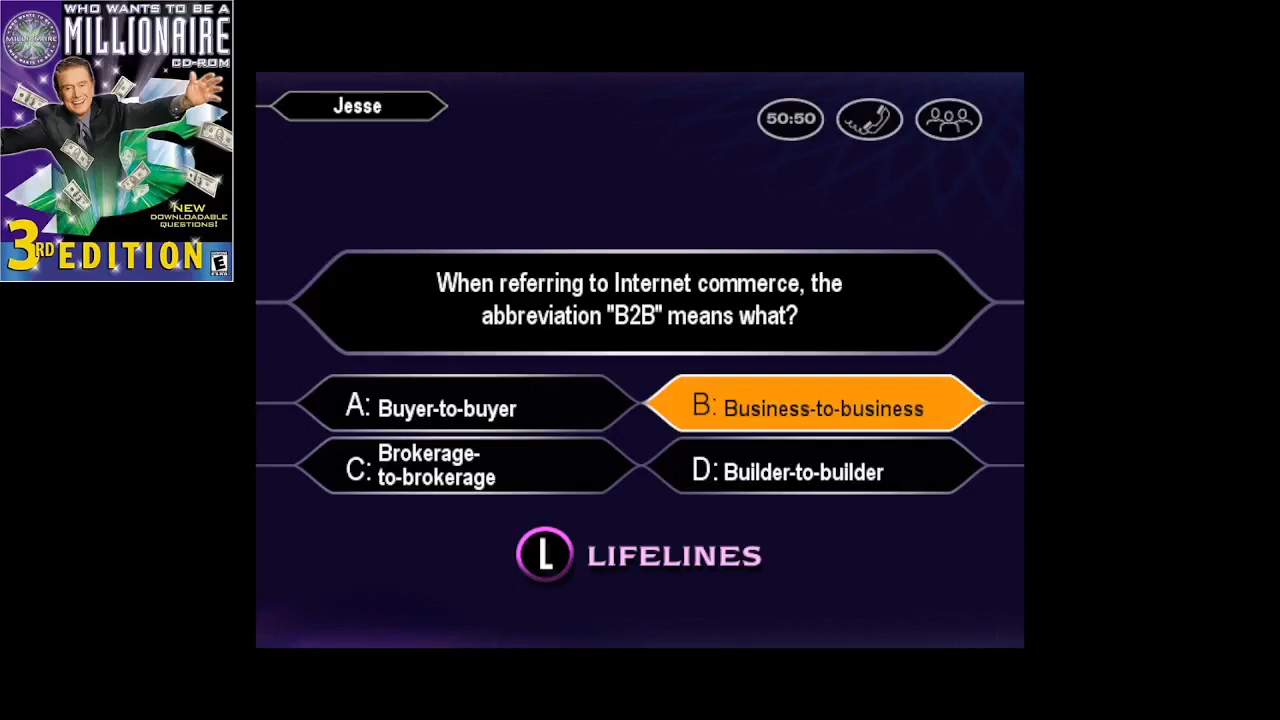 WHO WANTS TO BE A
MILLIONAIRE
CD-ROM
MILLIONAIRE
NEW
DOWNLOADABLE
QUESTIONS!
3RD EDITION
E
Jesse
50:50
When referring to Internet commerce, the
abbreviation "B2B" means what?
A: Buyer-to-buyer
B: Business-to-business
C: Brokerage-
to-brokerage
D: Builder-to-builder
L LIFELINES